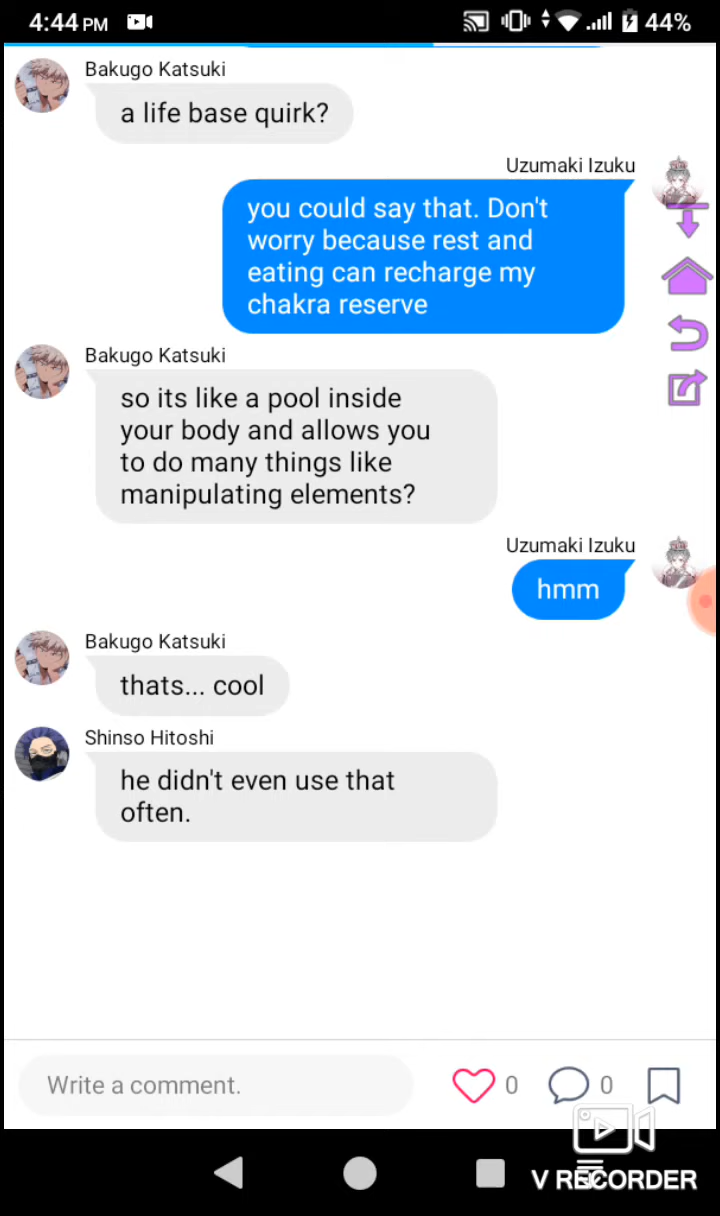 4:44 PM 44%
Bakugo Katsuki
a life base quirk?
Uzumaki Izuku
you could say that. Don't
worry because rest and
eating can recharge my
chakra reserve
Bakugo Katsuki
so its like a pool inside
your body and allows you
to do many things like
manipulating elements?
Uzumaki Izuku
hmm
Bakugo Katsuki
thats... cool
Shinso Hitoshi
he didn't even use that
often.
Write a comment. 0 0
V RECORDER